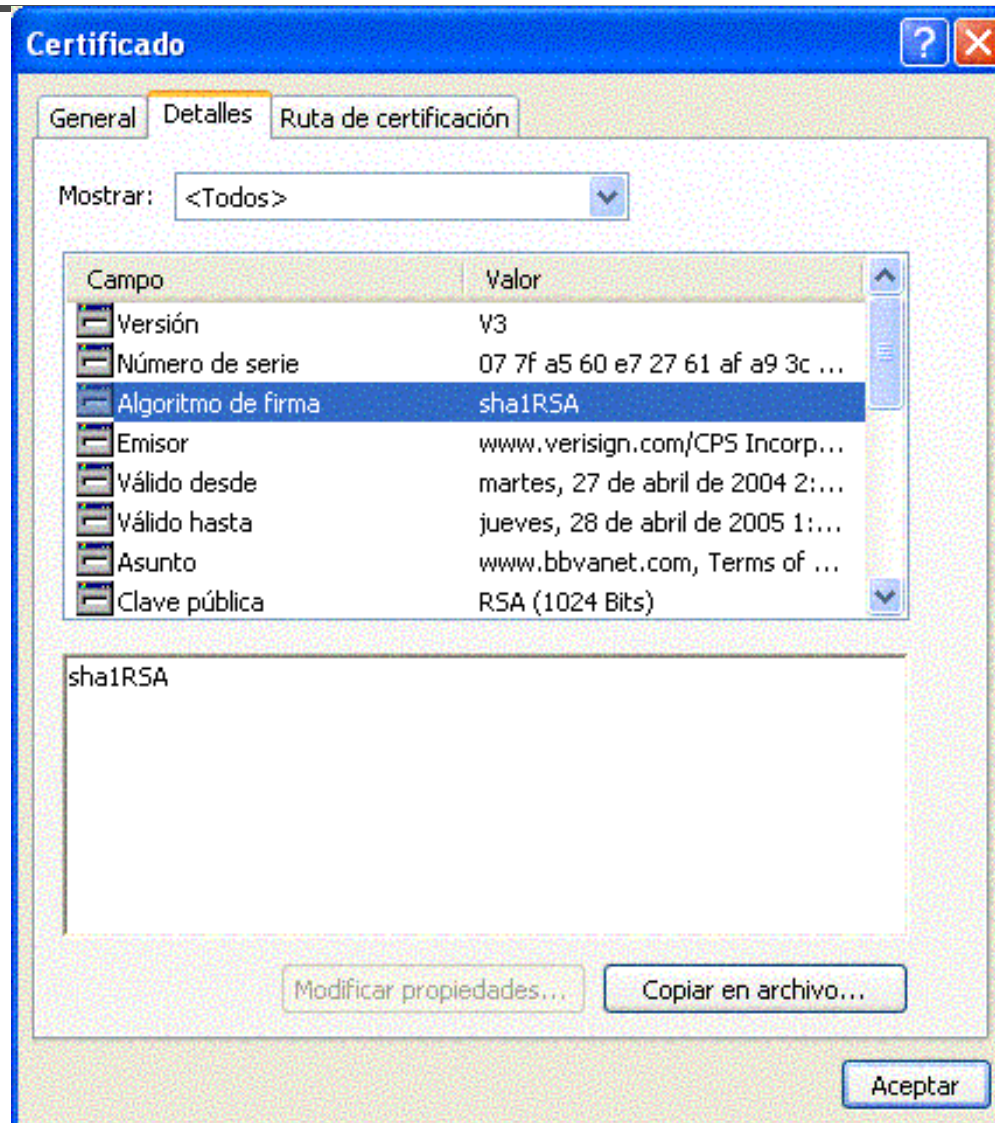 Certificado
General Detalles Ruta de certificación
Mostrar: <Todos>
Campo Valor
Versión V3
Número de serie 07 7f a5 60 e7 27 61 af a9 3c ...
Algoritmo de firma sha1RSA
Emisor www.verisign.com/CPS Incorp...
Válido desde martes, 27 de abril de 2004 2:...
Válido hasta jueves, 28 de abril de 2005 1:...
Asunto www.bbvanet.com, Terms of ...
Clave pública RSA (1024 Bits)
sha1RSA
Modificar propiedades... Copiar en archivo...
Aceptar